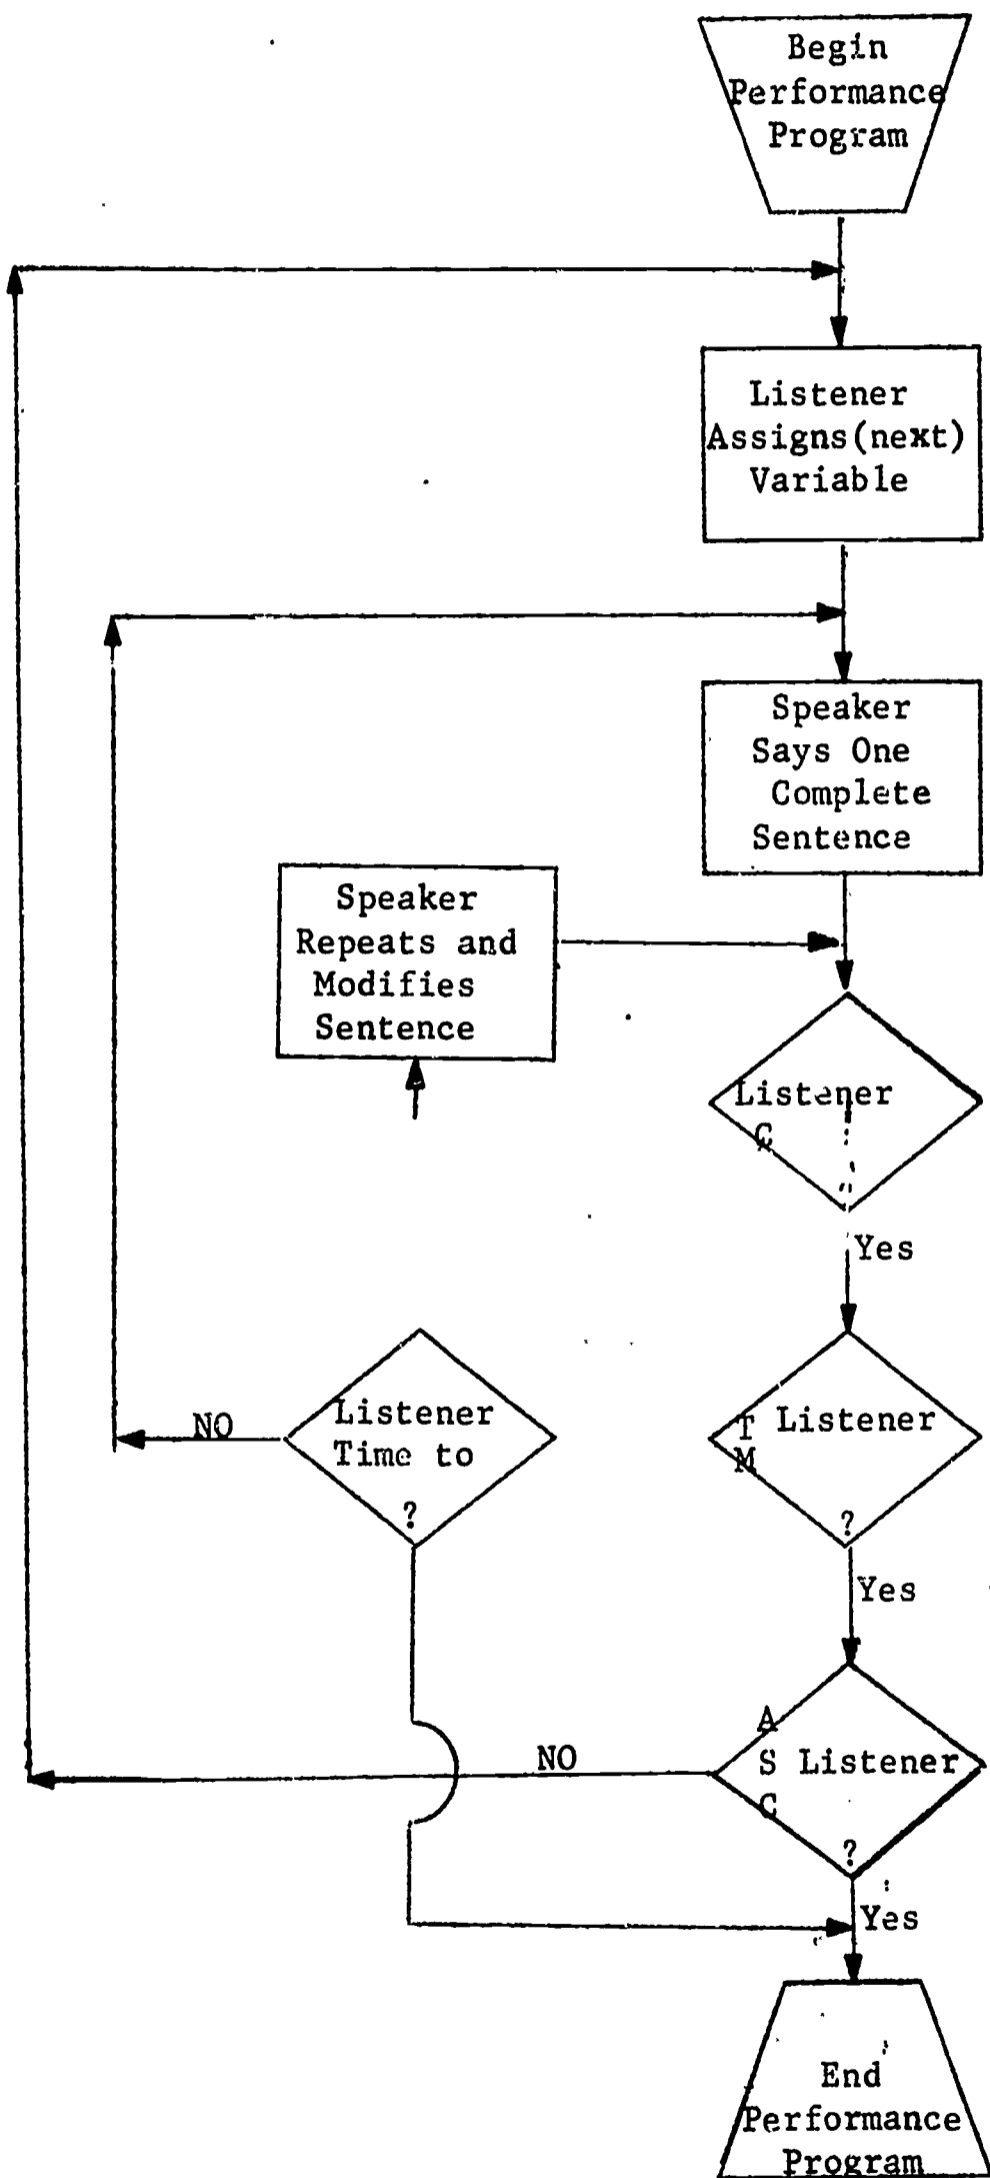 Begin
Performance
Program
Listener
Assigns(next)
Variable
Speaker
Says One
Complete
Sentence
Speaker
Repeats and
Modifies
Sentence
Listener
C
Yes
Listener
Time to
?
NO
T Listener
M
?
Yes
A
S Listener
C
?
NO
Yes
End
Performance
Program